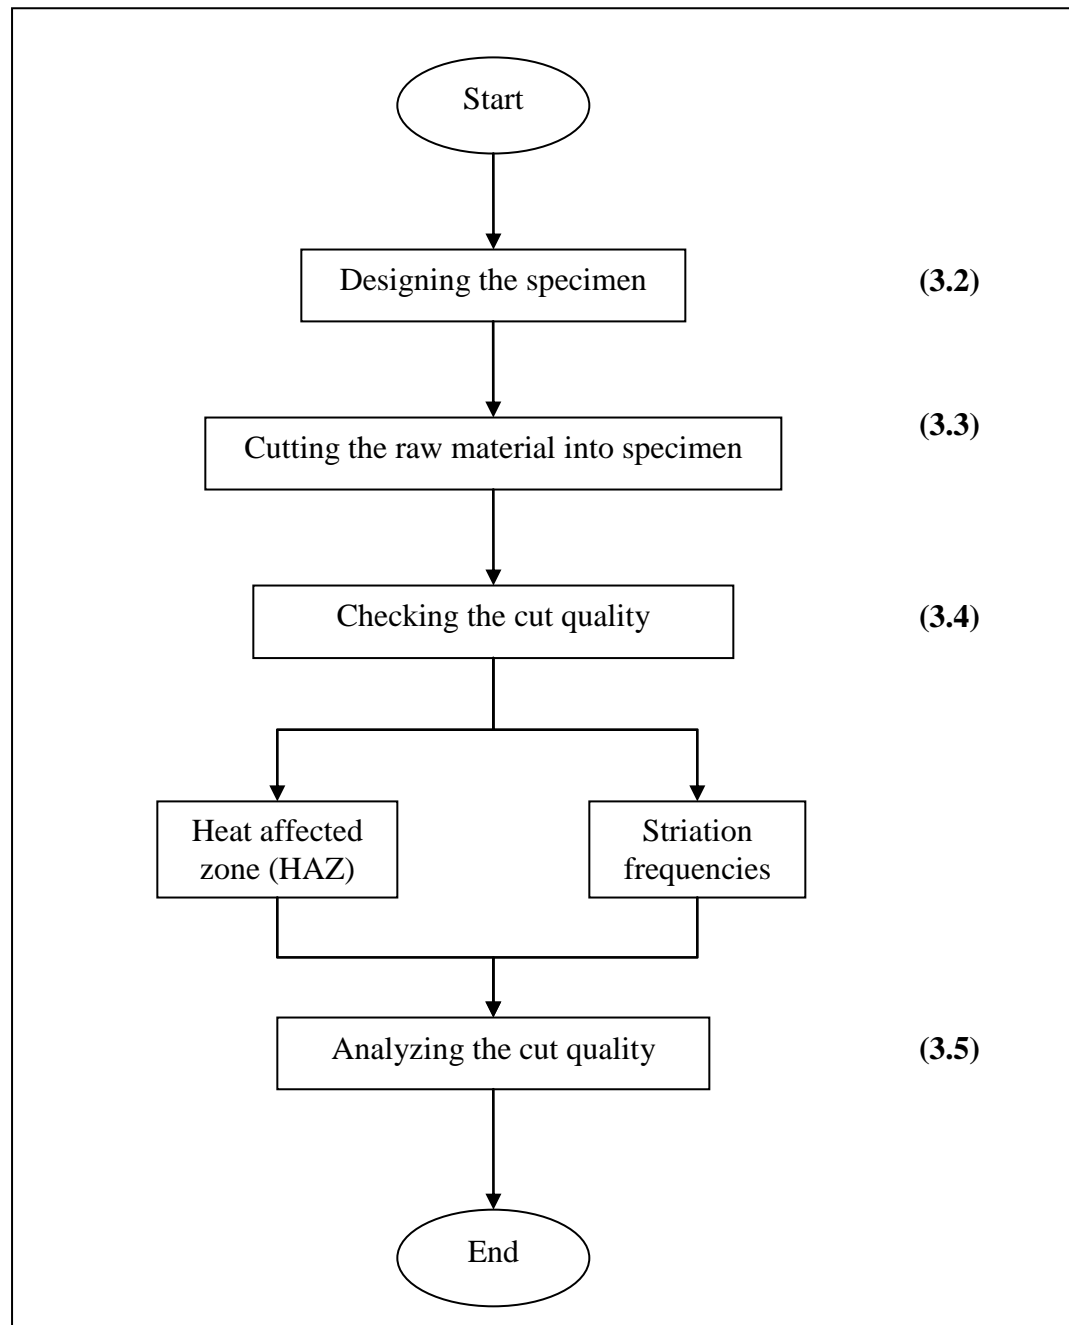 Start
Designing the specimen
(3.2)
Cutting the raw material into specimen
(3.3)
Checking the cut quality
(3.4)
Heat affected
zone (HAZ)
Striation
frequencies
Analyzing the cut quality
(3.5)
End